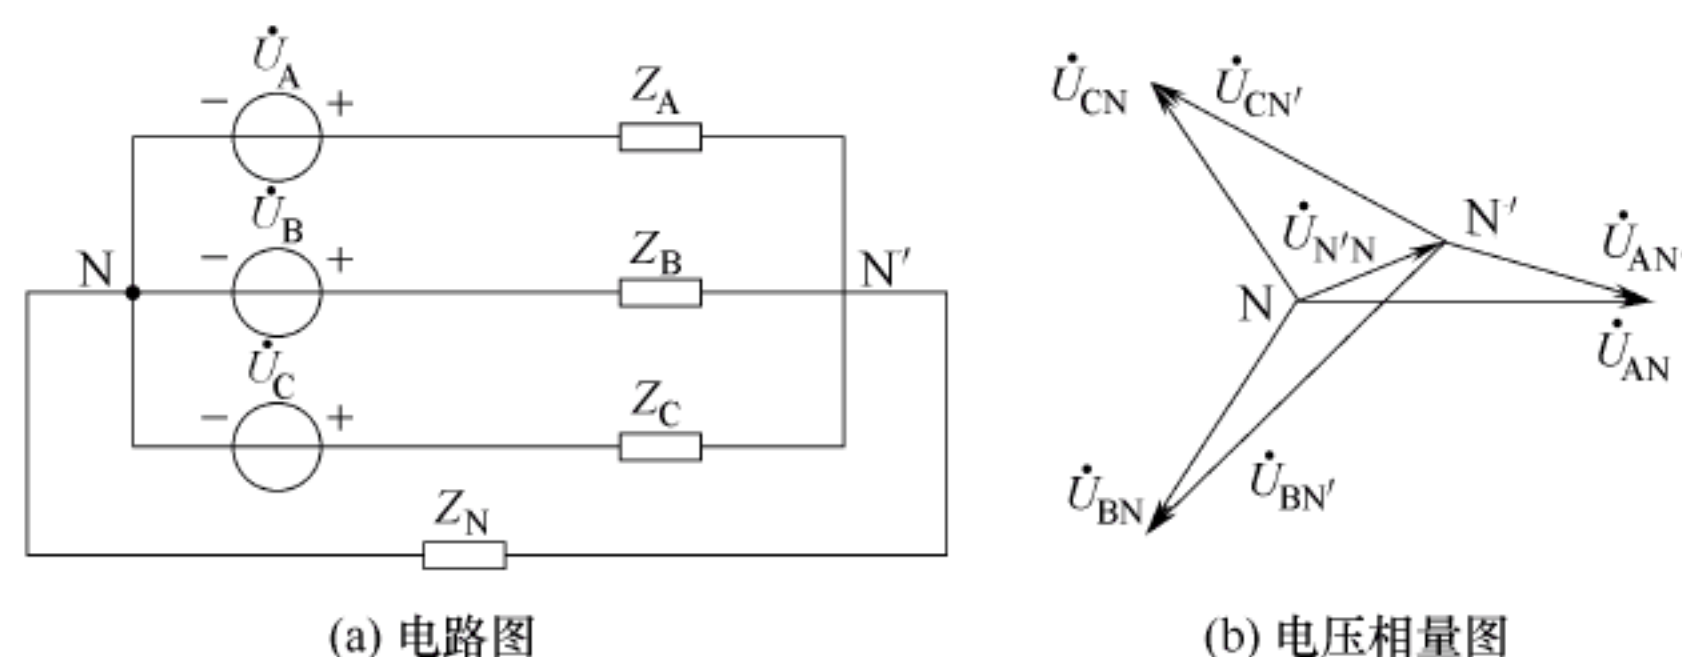 U̇A
− +
ZA
U̇B
N − +
ZB
N′
U̇C
− +
ZC
ZN
(a) 电路图
U̇CN
U̇CN′
U̇N′N
N′
U̇AN′
N
U̇AN
U̇BN
U̇BN′
(b) 电压相量图